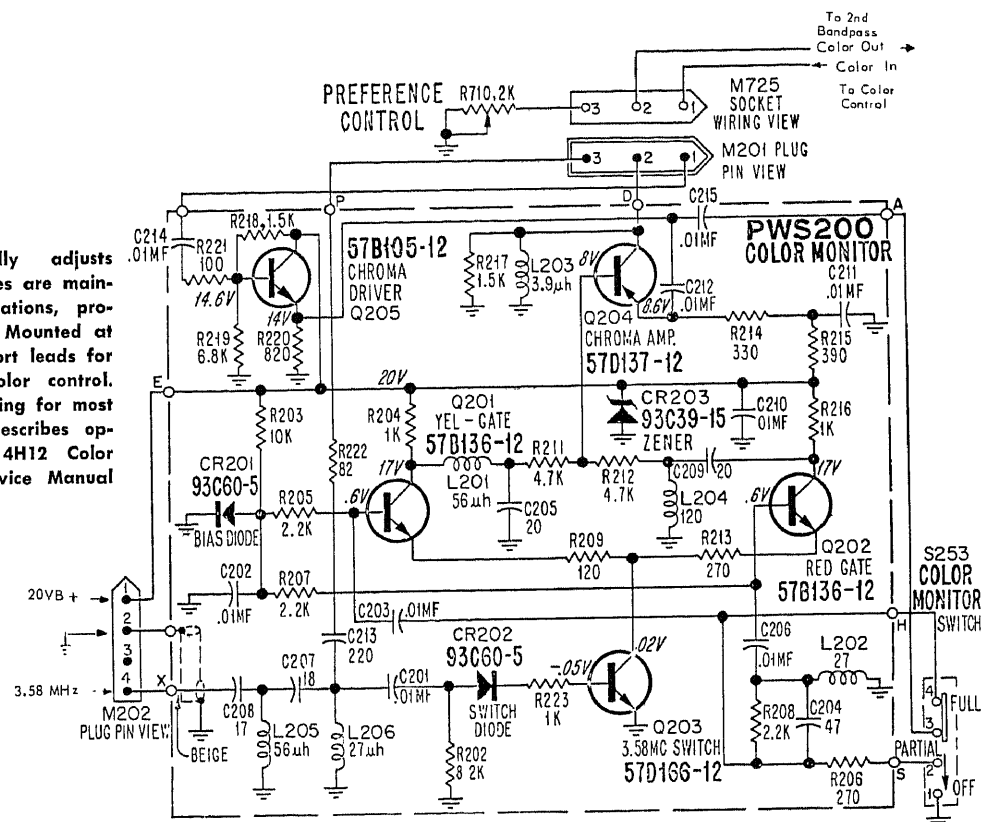 To 2nd
Bandpass
Color Out
Color In
To Color
Control
M725
SOCKET
WIRING VIEW
PREFERENCE
CONTROL
R710,2K
3 2 1
M201 PLUG
PIN VIEW
3 2 1
P
D
A
C215
.01MF
PWS200
COLOR MONITOR
C214
.01MF
R221
100
R218,1.5K
14.6V
14V
57B105-12
CHROMA
DRIVER
Q205
R219
6.8K
R220
820
R217
1.5K
L203
3.9µh
8V
8.6V
C212
.01MF
Q204
CHROMA AMP.
57D137-12
R214
330
C211
.01MF
R215
390
lly adjusts
es are main-
ations, pro-
Mounted at
ort leads for
olor control.
ing for most
escribes op-
4H12 Color
vice Manual
E
20V
R203
10K
R204
1K
Q201
YEL-GATE
57B136-12
CR203
93C39-15
ZENER
C210
.01MF
R216
1K
R222
82
17V
L201
56µh
R211
4.7K
R212
4.7K
C209
20
17V
CR201
93C60-5
BIAS DIODE
R205
2.2K
.6V
C205
20
L204
120
.6V
R209
120
R213
270
Q202
RED GATE
57B136-12
S253
COLOR
MONITOR
SWITCH
C202
.01MF
R207
2.2K
C203
.01MF
H
20VB +
1
2
3
4
3.58 MHz
M202
PLUG PIN VIEW
X
BEIGE
C208
17
C207
18
C213
220
C201
.01MF
CR202
93C60-5
SWITCH
DIODE
-.05V
.02V
R223
1K
Q203
3.58MC SWITCH
57D166-12
L205
56µh
L206
27µh
R202
8 2K
C206
.01MF
L202
27
R208
2.2K
C204
47
R206
270
S
4
FULL
3
PARTIAL
2
OFF
1